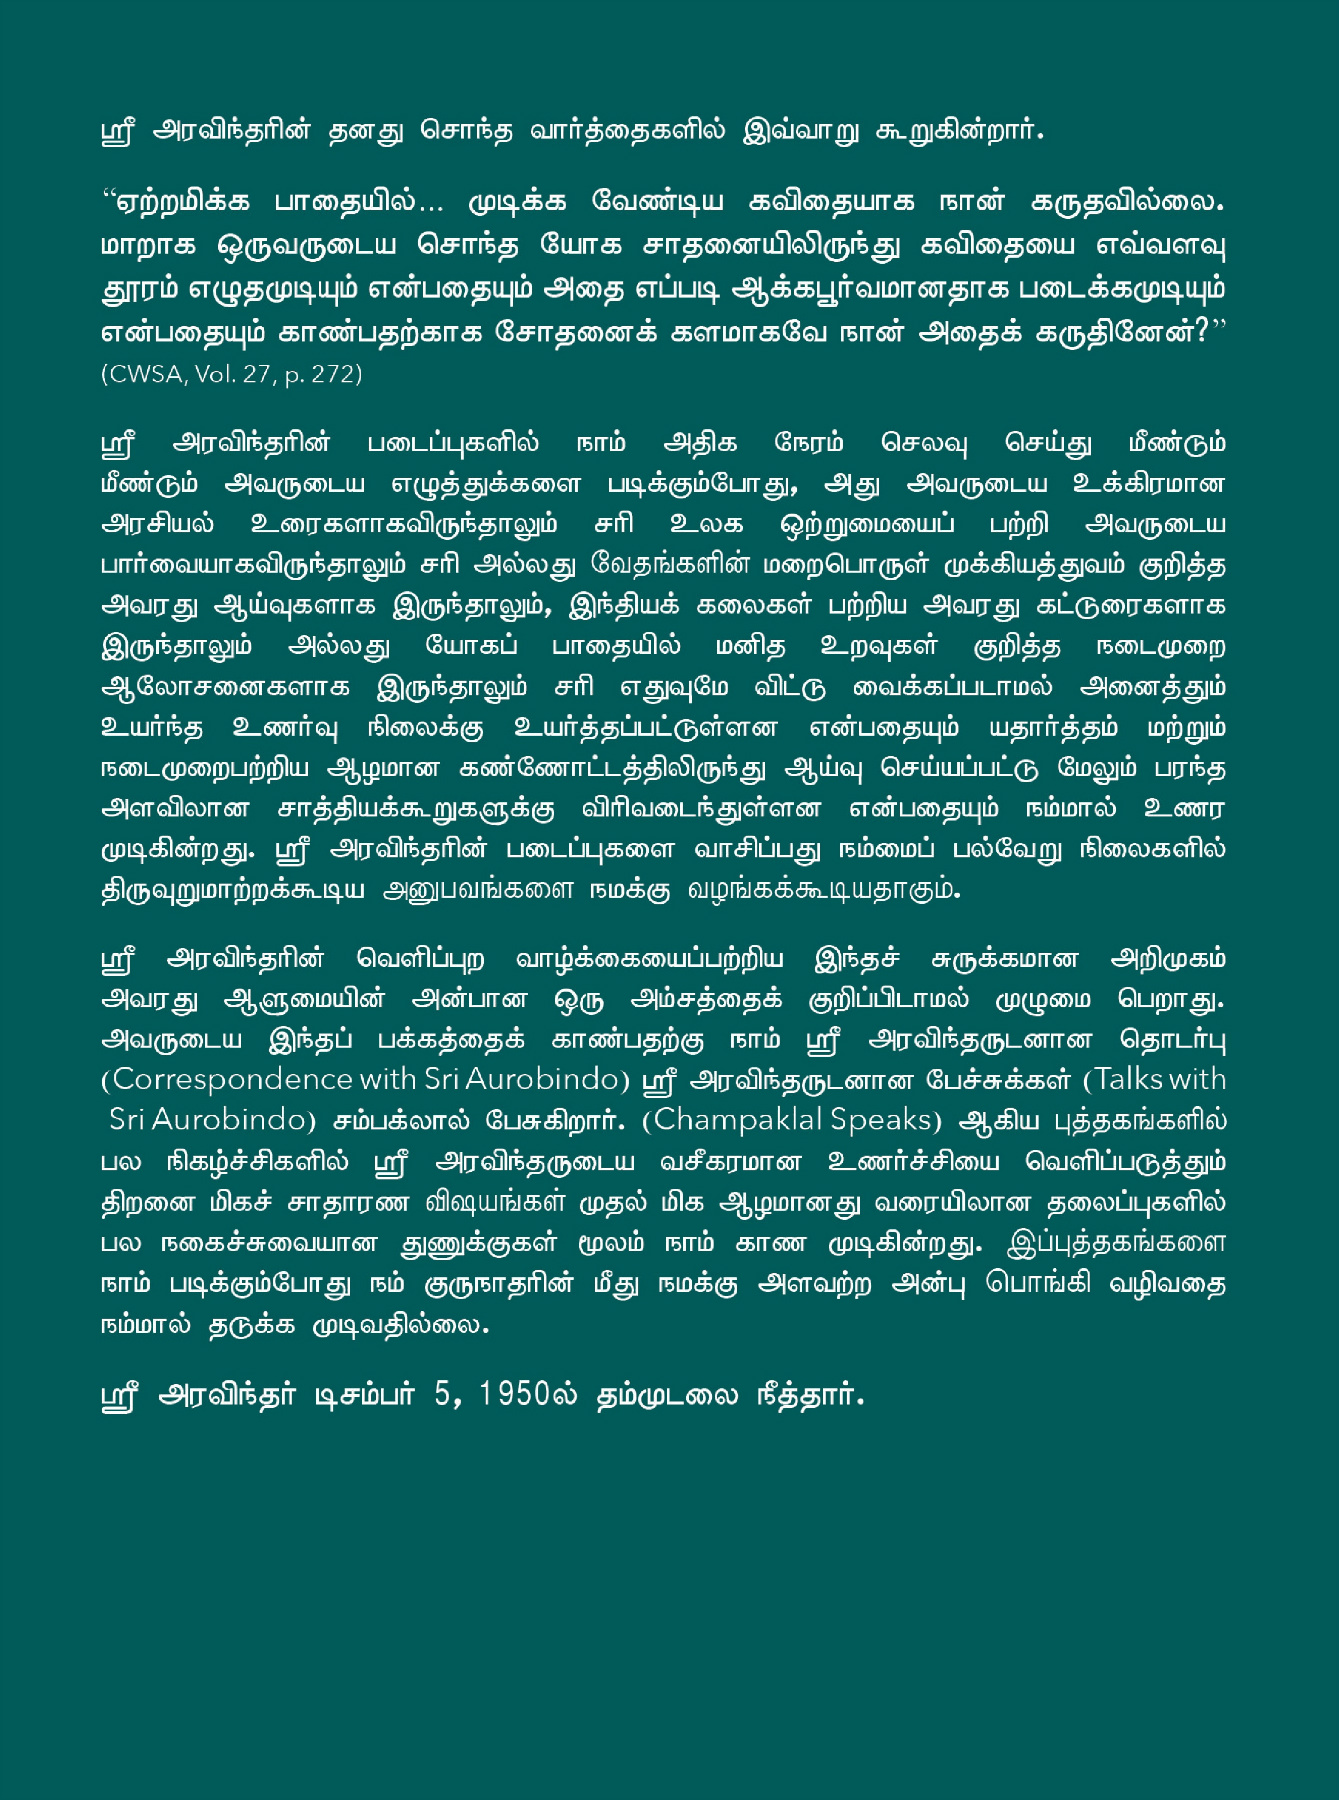 ஸ்ரீ அரவிந்தரின் தனது சொந்த வார்த்தைகளில் இவ்வாறு கூறுகின்றார்.
“ஏற்றமிக்க பாதையில்... முடிக்க வேண்டிய கவிதையாக நான் கருதவில்லை.
மாறாக ஒருவருடைய சொந்த யோக சாதனையிலிருந்து கவிதையை எவ்வளவு
தூரம் எழுதமுடியும் என்பதையும் அதை எப்படி ஆக்கபூர்வமானதாக படைக்கமுடியும்
என்பதையும் காண்பதற்காக சோதனைக் களமாகவே நான் அதைக் கருதினேன்?”
(CWSA, Vol. 27, p. 272)
ஸ்ரீ அரவிந்தரின் படைப்புகளில் நாம் அதிக நேரம் செலவு செய்து மீண்டும்
மீண்டும் அவருடைய எழுத்துக்களை படிக்கும்போது, அது அவருடைய உக்கிரமான
அரசியல் உரைகளாகவிருந்தாலும் சரி உலக ஒற்றுமையைப் பற்றி அவருடைய
பார்வையாகவிருந்தாலும் சரி அல்லது வேதங்களின் மறைபொருள் முக்கியத்துவம் குறித்த
அவரது ஆய்வுகளாக இருந்தாலும், இந்தியக் கலைகள் பற்றிய அவரது கட்டுரைகளாக
இருந்தாலும் அல்லது யோகப் பாதையில் மனித உறவுகள் குறித்த நடைமுறை
ஆலோசனைகளாக இருந்தாலும் சரி எதுவுமே விட்டு வைக்கப்படாமல் அனைத்தும்
உயர்ந்த உணர்வு நிலைக்கு உயர்த்தப்பட்டுள்ளன என்பதையும் யதார்த்தம் மற்றும்
நடைமுறைபற்றிய ஆழமான கண்ணோட்டத்திலிருந்து ஆய்வு செய்யப்பட்டு மேலும் பரந்த
அளவிலான சாத்தியக்கூறுகளுக்கு விரிவடைந்துள்ளன என்பதையும் நம்மால் உணர
முடிகின்றது. ஸ்ரீ அரவிந்தரின் படைப்புகளை வாசிப்பது நம்மைப் பல்வேறு நிலைகளில்
திருவுறுமாற்றக்கூடிய அனுபவங்களை நமக்கு வழங்கக்கூடியதாகும்.
ஸ்ரீ அரவிந்தரின் வெளிப்புற வாழ்க்கையைப்பற்றிய இந்தச் சுருக்கமான அறிமுகம்
அவரது ஆளுமையின் அன்பான ஒரு அம்சத்தைக் குறிப்பிடாமல் முழுமை பெறாது.
அவருடைய இந்தப் பக்கத்தைக் காண்பதற்கு நாம் ஸ்ரீ அரவிந்தருடனான தொடர்பு
(Correspondence with Sri Aurobindo) ஸ்ரீ அரவிந்தருடனான பேச்சுக்கள் (Talks with
Sri Aurobindo) சம்பக்லால் பேசுகிறார். (Champaklal Speaks) ஆகிய புத்தகங்களில்
பல நிகழ்ச்சிகளில் ஸ்ரீ அரவிந்தருடைய வசீகரமான உணர்ச்சியை வெளிப்படுத்தும்
திறனை மிகச் சாதாரண விஷயங்கள் முதல் மிக ஆழமானது வரையிலான தலைப்புகளில்
பல நகைச்சுவையான துணுக்குகள் மூலம் நாம் காண முடிகின்றது. இப்புத்தகங்களை
நாம் படிக்கும்போது நம் குருநாதரின் மீது நமக்கு அளவற்ற அன்பு பொங்கி வழிவதை
நம்மால் தடுக்க முடிவதில்லை.
ஸ்ரீ அரவிந்தர் டிசம்பர் 5, 1950ல் தம்முடலை நீத்தார்.